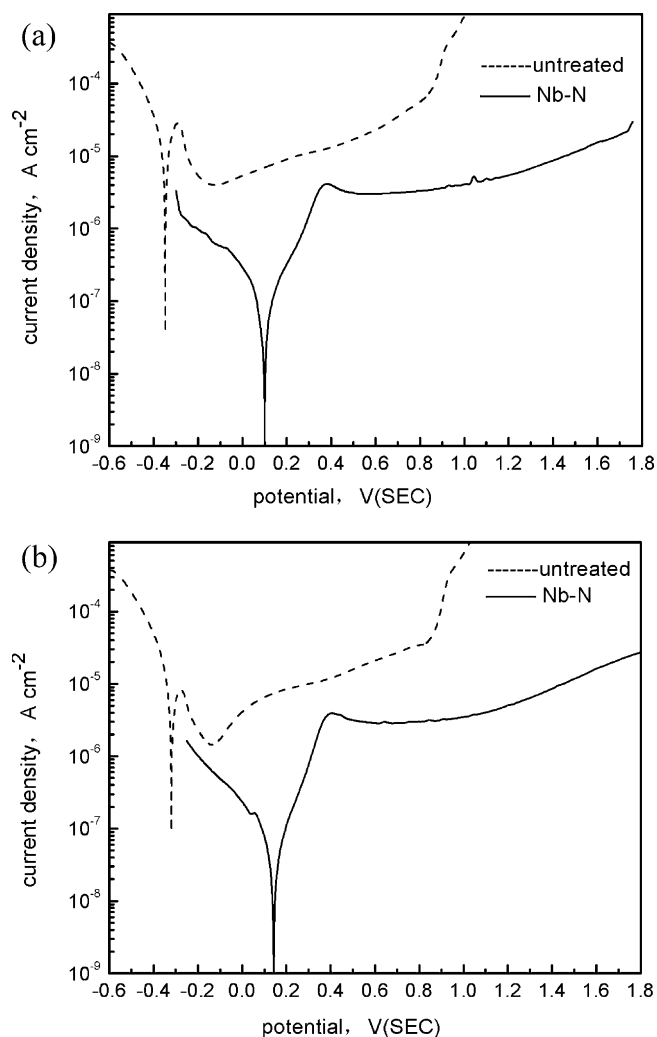 (a)
10⁻⁴
10⁻⁵
10⁻⁶
10⁻⁷
10⁻⁸
10⁻⁹
current density, A cm⁻²
untreated
Nb-N
-0.6 -0.4 -0.2 0.0 0.2 0.4 0.6 0.8 1.0 1.2 1.4 1.6 1.8
potential, V(SEC)
(b)
10⁻⁴
10⁻⁵
10⁻⁶
10⁻⁷
10⁻⁸
10⁻⁹
current density, A cm⁻²
untreated
Nb-N
-0.6 -0.4 -0.2 0.0 0.2 0.4 0.6 0.8 1.0 1.2 1.4 1.6 1.8
potential, V(SEC)